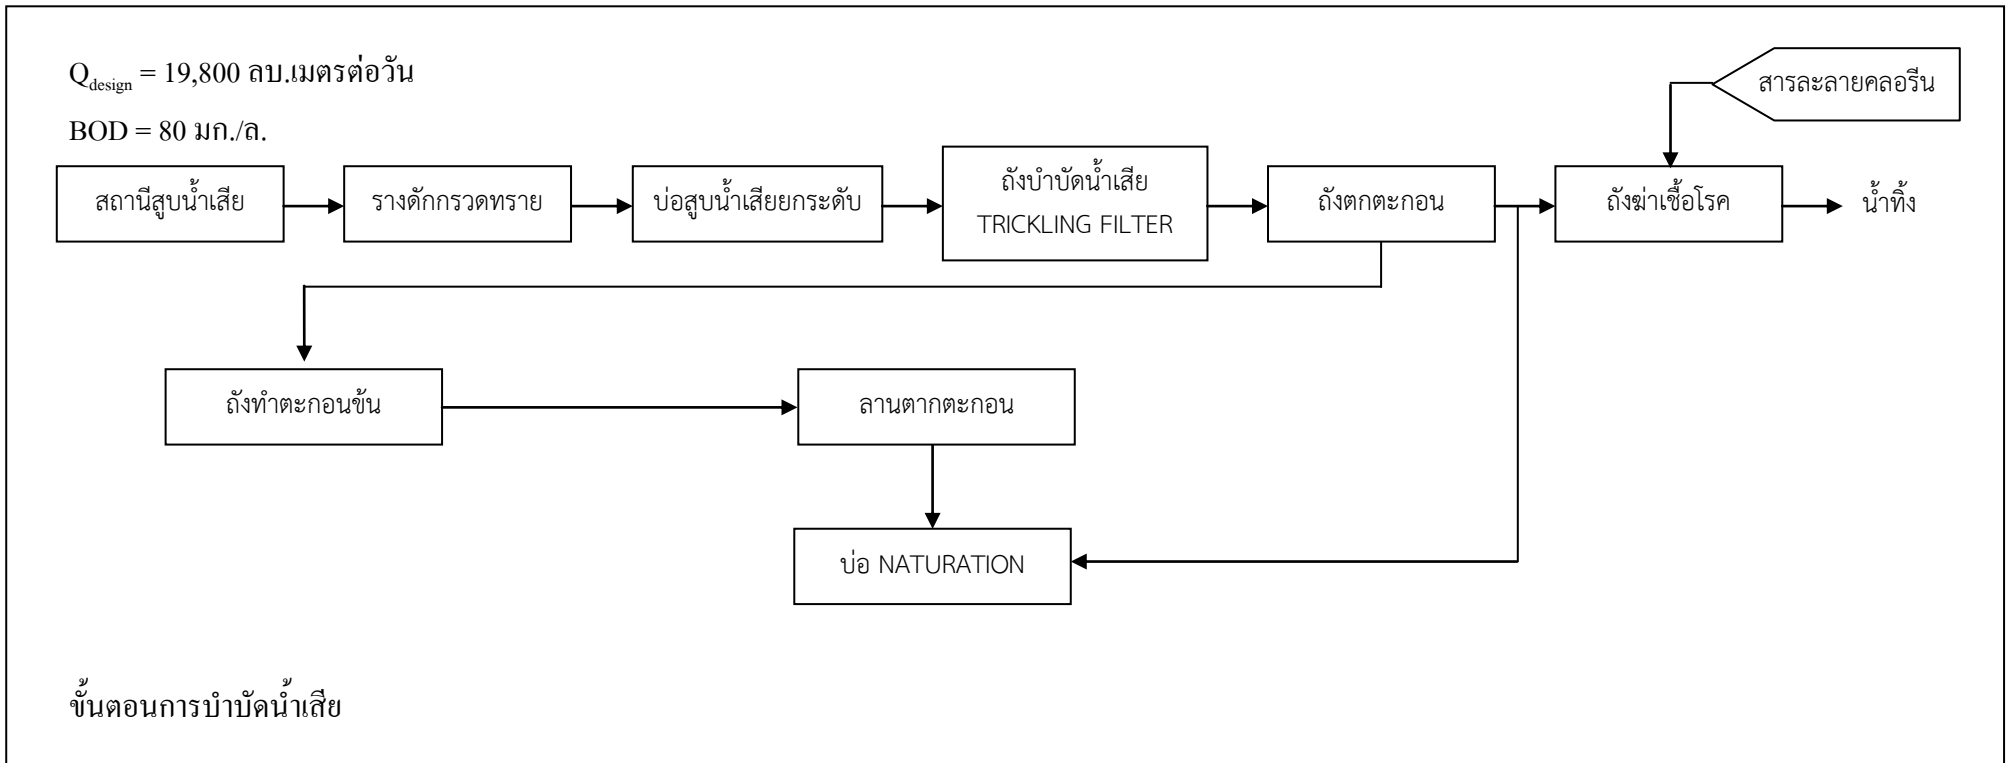 Q_design = 19,800 ลบ.เมตรต่อวัน
BOD = 80 มก./ล.
สารละลายคลอรีน
สถานีสูบน้ำเสีย
รางดักกรวดทราย
บ่อสูบน้ำเสียยกระดับ
ถังบำบัดน้ำเสีย
TRICKLING FILTER
ถังตกตะกอน
ถังฆ่าเชื้อโรค
น้ำทิ้ง
ถังทำตะกอนข้น
ลานตากตะกอน
บ่อ NATURATION
ขั้นตอนการบำบัดน้ำเสีย